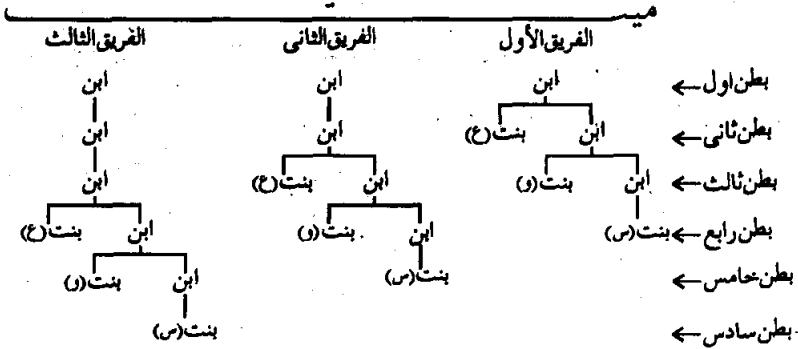 ميت
الفريق الأول الفريق الثانى الفريق الثالث
بطن اول ابن ابن ابن
بطن ثانى ابن بنت (ع) ابن ابن
بطن ثالث ابن بنت (و) ابن بنت (ع) ابن
بطن رابع بنت (س) ابن بنت (و) ابن بنت (ع)
بطن خامس بنت (س) ابن بنت (و)
بطن سادس بنت (س)